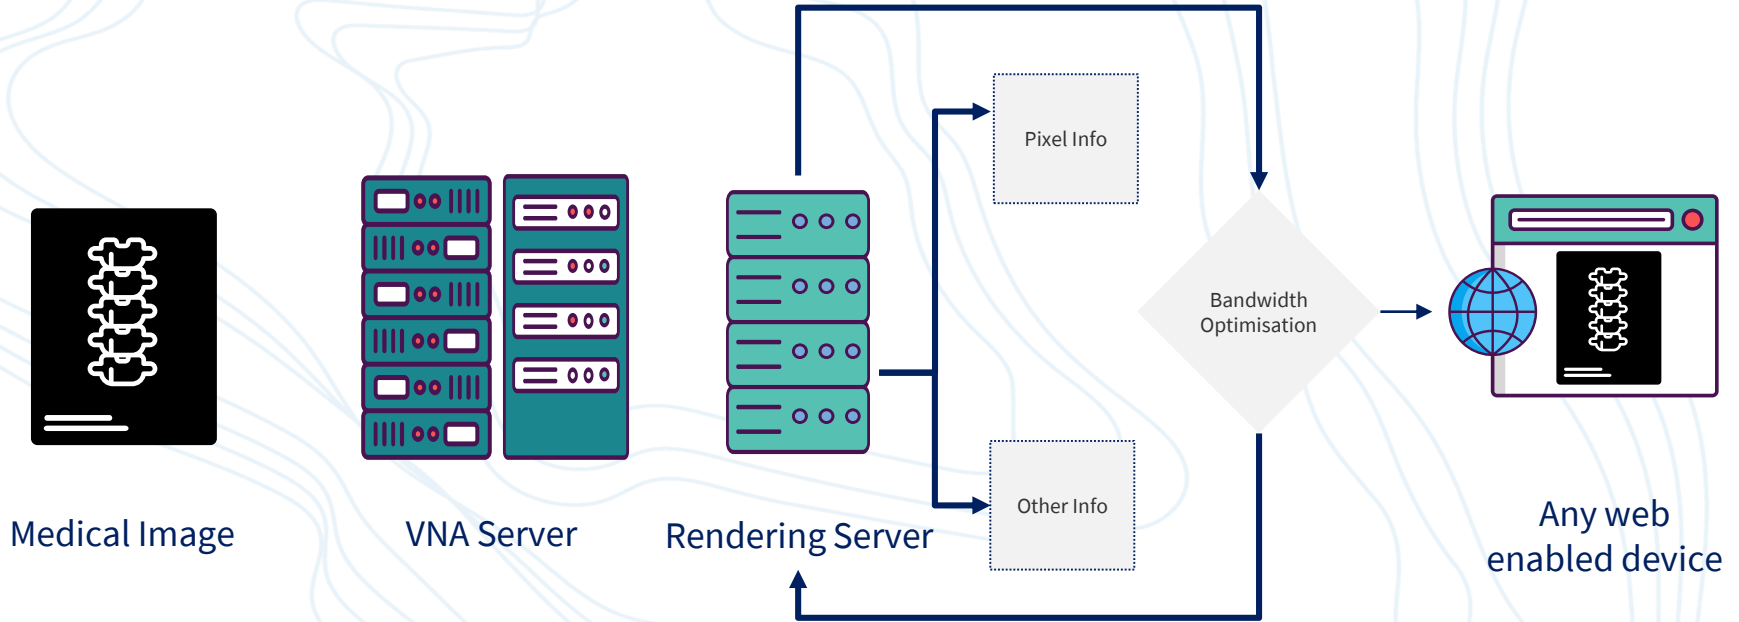 Medical Image
VNA Server
Rendering Server
Pixel Info
Other Info
Bandwidth
Optimisation
Any web
enabled device